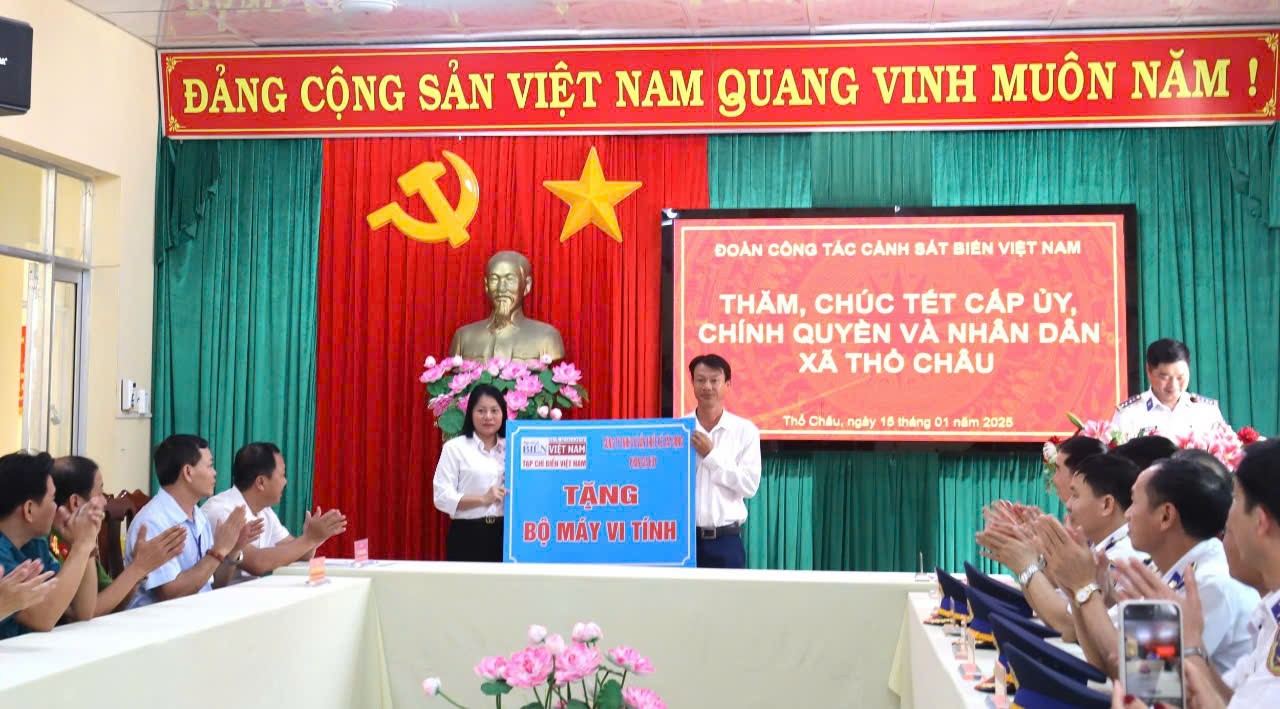 ĐẢNG CỘNG SẢN VIỆT NAM QUANG VINH MUÔN NĂM !
ĐOÀN CÔNG TÁC CẢNH SÁT BIỂN VIỆT NAM
THĂM, CHÚC TẾT CẤP ỦY,
CHÍNH QUYỀN VÀ NHÂN DÂN
XÃ THỔ CHÂU
Thổ Châu, ngày 15 tháng 01 năm 2025
BIỂN VIỆT NAM
TẠP CHÍ BIỂN VIỆT NAM
TẶNG
BỘ MÁY VI TÍNH